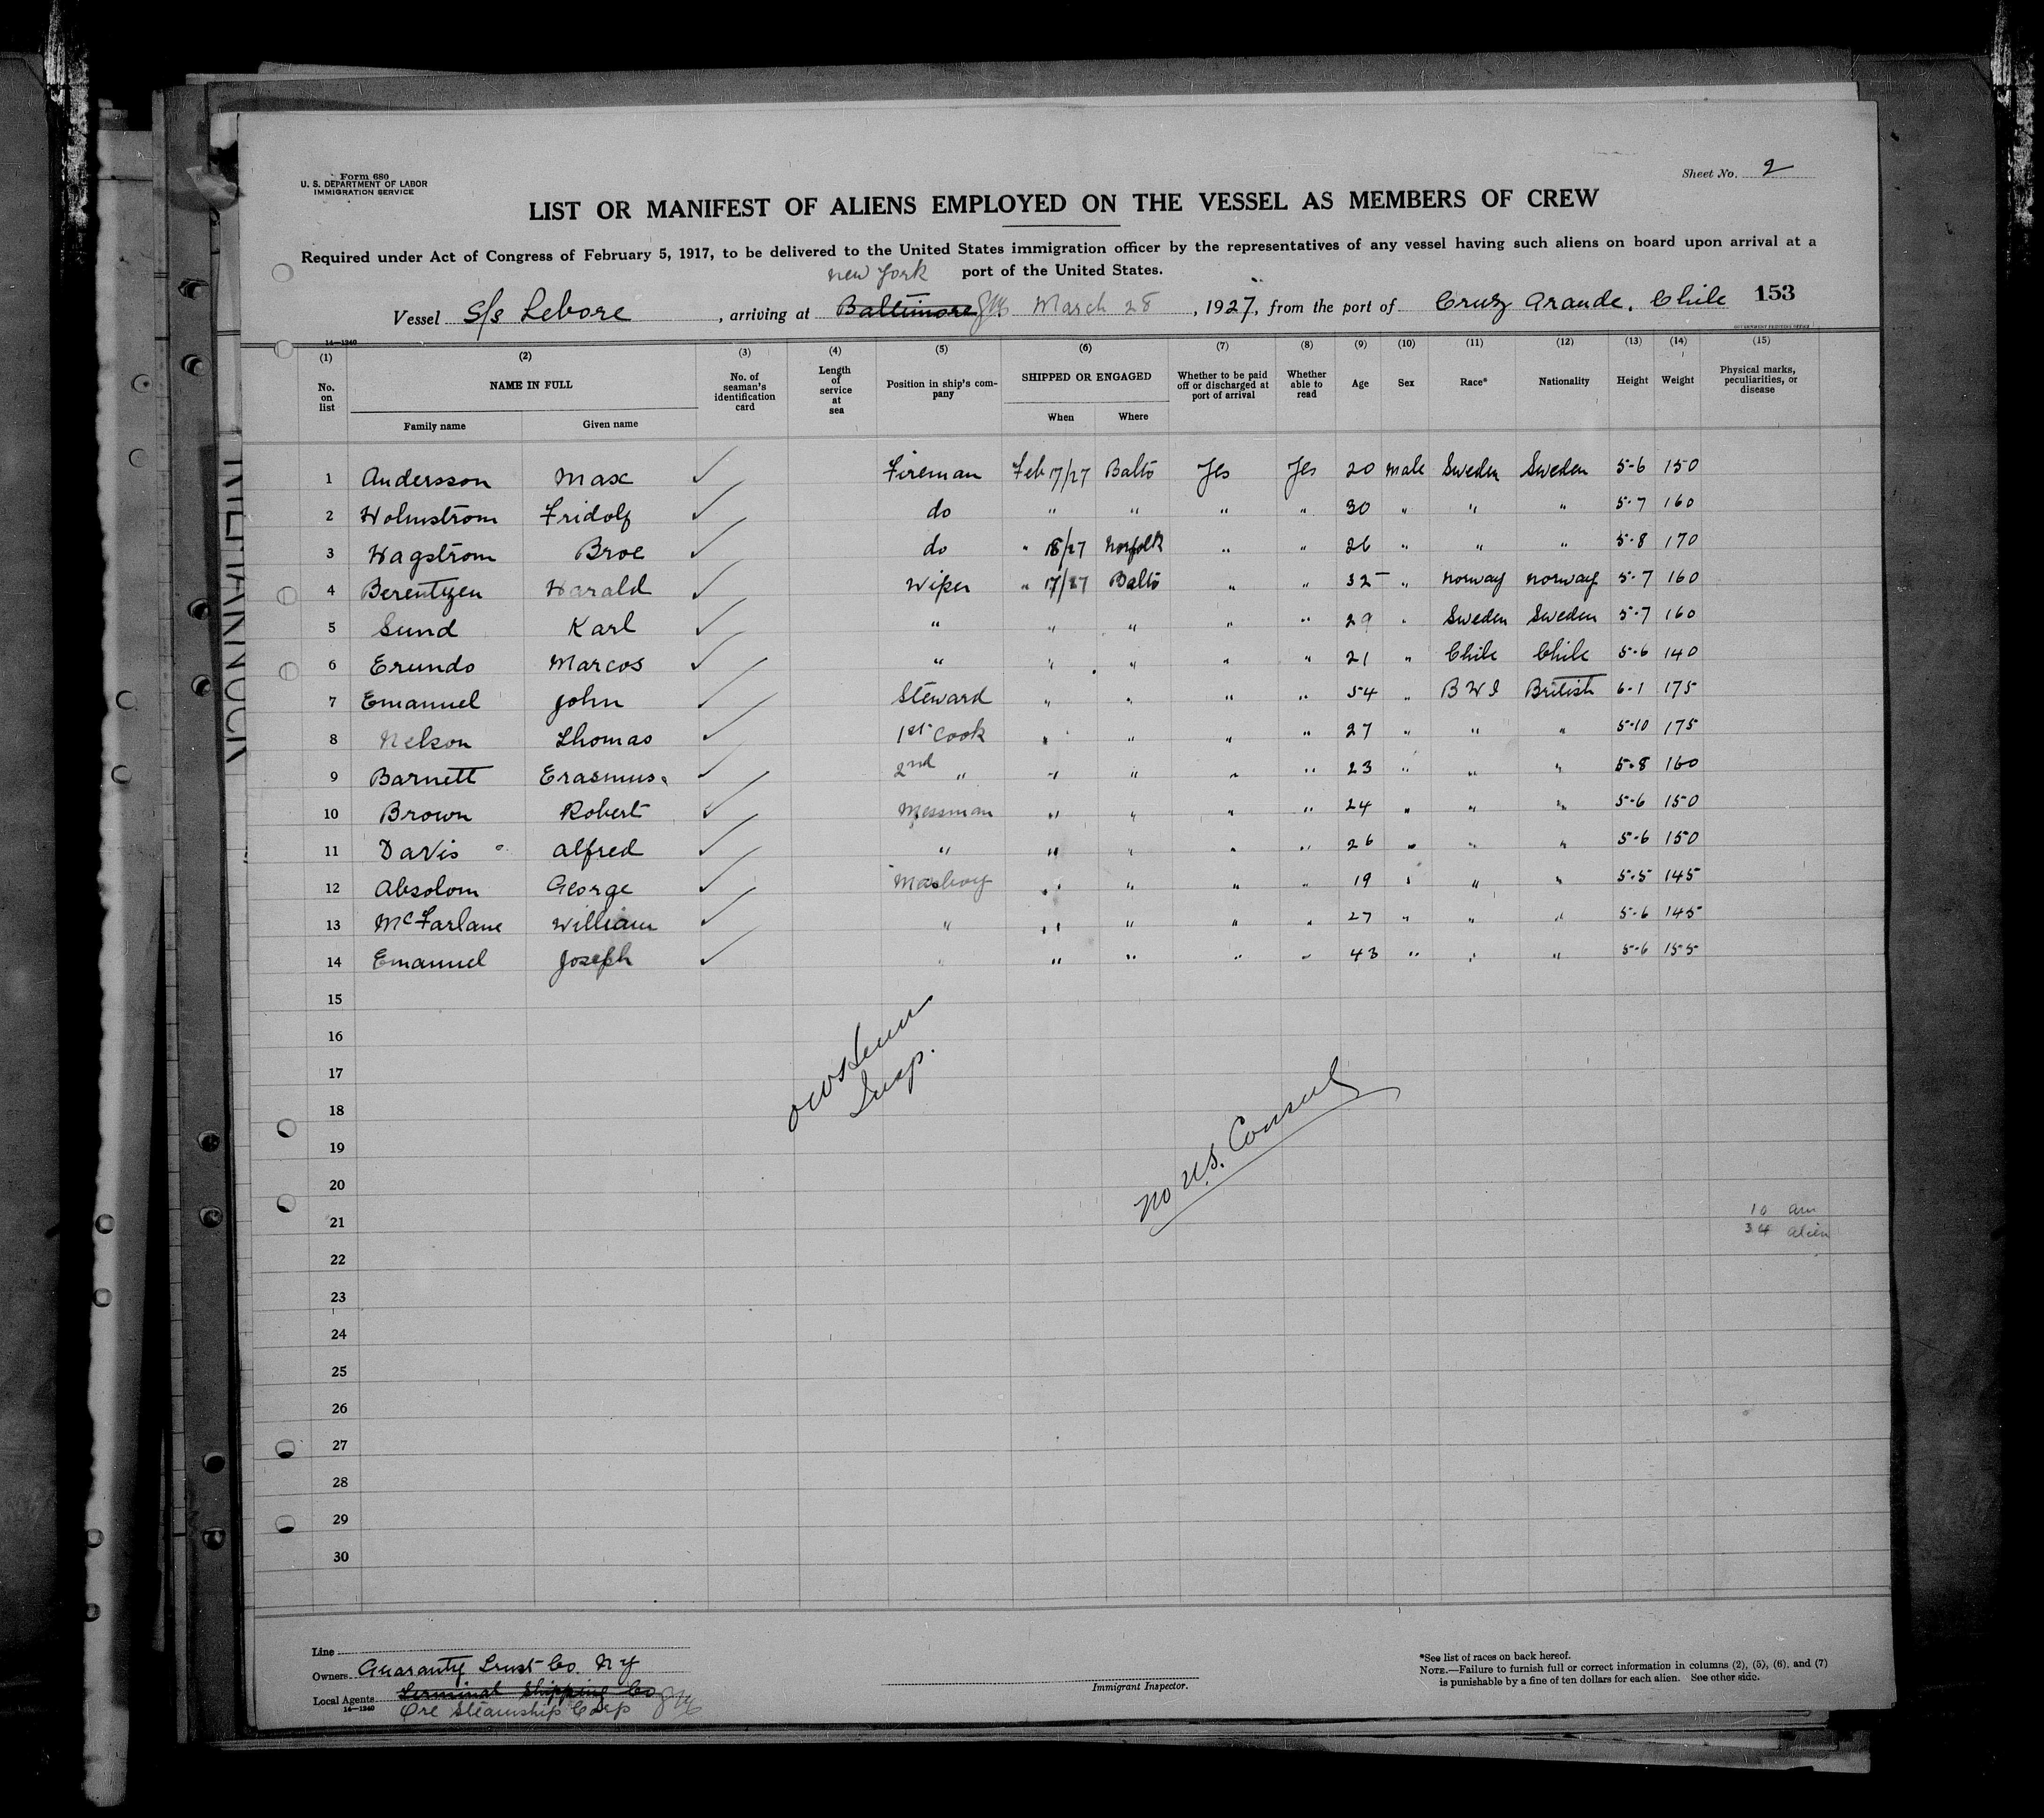 Form 680
U. S. DEPARTMENT OF LABOR
IMMIGRATION SERVICE
Sheet No. 2
LIST OR MANIFEST OF ALIENS EMPLOYED ON THE VESSEL AS MEMBERS OF CREW
Required under Act of Congress of February 5, 1917, to be delivered to the United States immigration officer by the representatives of any vessel having such aliens on board upon arrival at a
port of the United States.
New York
Vessel S/s Lebore, arriving at Baltimore March 28, 1927, from the port of Cruz Grande, Chile 153
14—1240
(1) (2) (3) (4) (5) (6) (7) (8) (9) (10) (11) (12) (13) (14) (15)
No. on list NAME IN FULL Family name Given name No. of seaman's identification card Length of service at sea Position in ship's company SHIPPED OR ENGAGED When Where Whether to be paid off or discharged at port of arrival Whether able to read Age Sex Race* Nationality Height Weight Physical marks, peculiarities, or disease
1 Andersson Max ✓ Fireman Feb 17/27 Balto Yes Yes 20 Male Sweden Sweden 5-6 150
2 Holmstrom Fridolf ✓ do " " " " 30 " " " 5-7 160
3 Hagstrom Broe ✓ do " 18/27 Norfolk " " 26 " " " 5-8 170
4 Berentzen Harald ✓ Wiper " 17/27 Balto " " 32 " Norway Norway 5-7 160
5 Sund Karl ✓ " " " " " 29 " Sweden Sweden 5-7 160
6 Erundo Marcos ✓ " " " " " 21 " Chile Chile 5-6 140
7 Emanuel John ✓ Steward " " " " 54 " B W I British 6-1 175
8 Nelson Thomas ✓ 1st Cook " " " " 27 " " " 5-10 175
9 Barnett Erasmus ✓ 2nd " " " " " 23 " " " 5-8 160
10 Brown Robert ✓ Messman " " " " 24 " " " 5-6 150
11 Davis Alfred ✓ " " " " " 26 " " " 5-6 150
12 Absolom George ✓ Messboy " " " " 19 " " " 5-5 145
13 McFarlane William ✓ " " " " " 27 " " " 5-6 145
14 Emanuel Joseph ✓ " " " " " 43 " " " 5-6 155
15
16
17
18
19
20
21
22
23
24
25
26
27
28
29
30
Insp.
No U.S. Consul
10 am
34 alien
Line
Owners Guaranty Trust Co. N Y
Local Agents Terminal Shipping Co
14—1240
Ore Steamship Corp
Immigrant Inspector.
*See list of races on back hereof.
NOTE.—Failure to furnish full or correct information in columns (2), (5), (6), and (7)
is punishable by a fine of ten dollars for each alien. See other side.